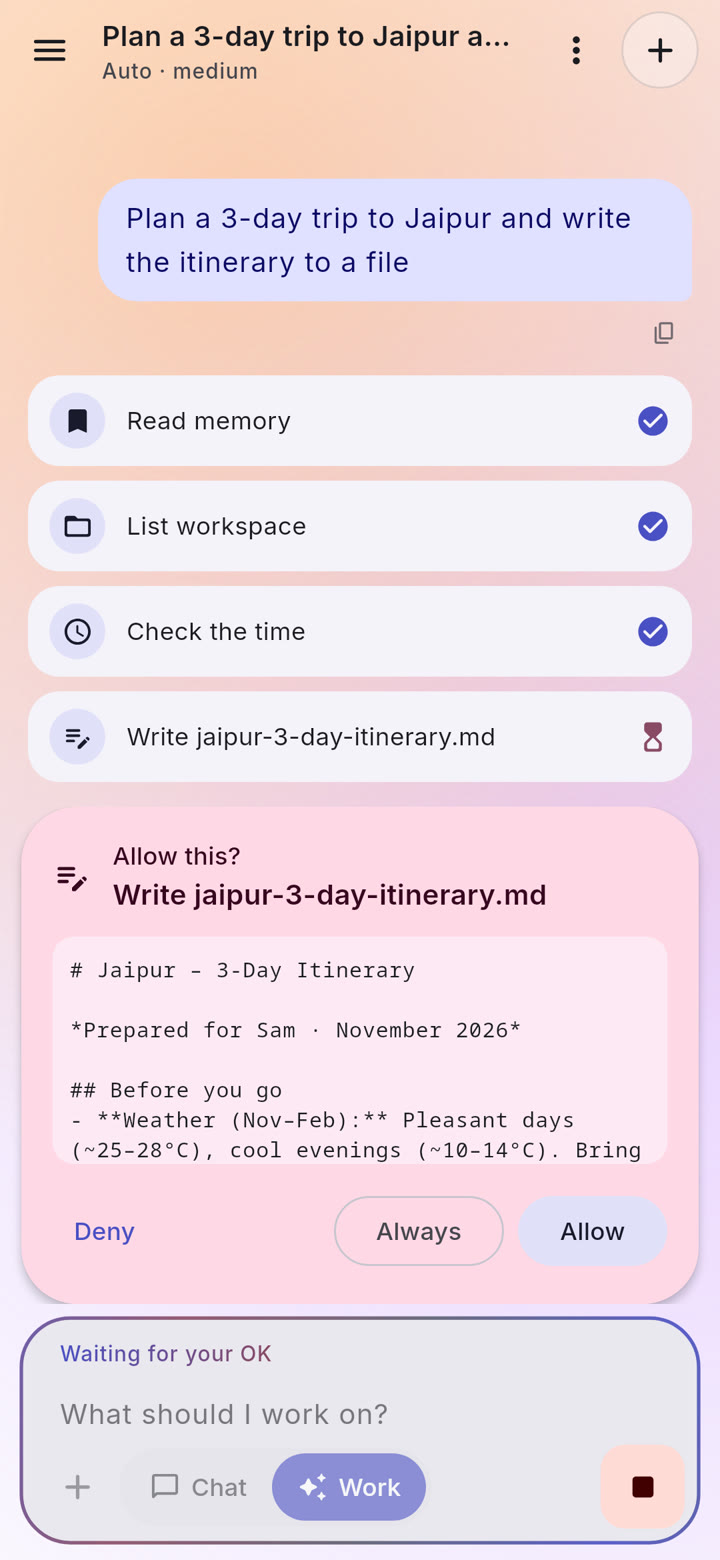 Plan a 3-day trip to Jaipur a...
Auto · medium
Plan a 3-day trip to Jaipur and write
the itinerary to a file
Read memory
List workspace
Check the time
Write jaipur-3-day-itinerary.md
Allow this?
Write jaipur-3-day-itinerary.md
# Jaipur – 3-Day Itinerary
*Prepared for Sam · November 2026*
## Before you go
- **Weather (Nov–Feb):** Pleasant days
(~25–28°C), cool evenings (~10–14°C). Bring
Deny
Always
Allow
Waiting for your OK
What should I work on?
Chat
Work